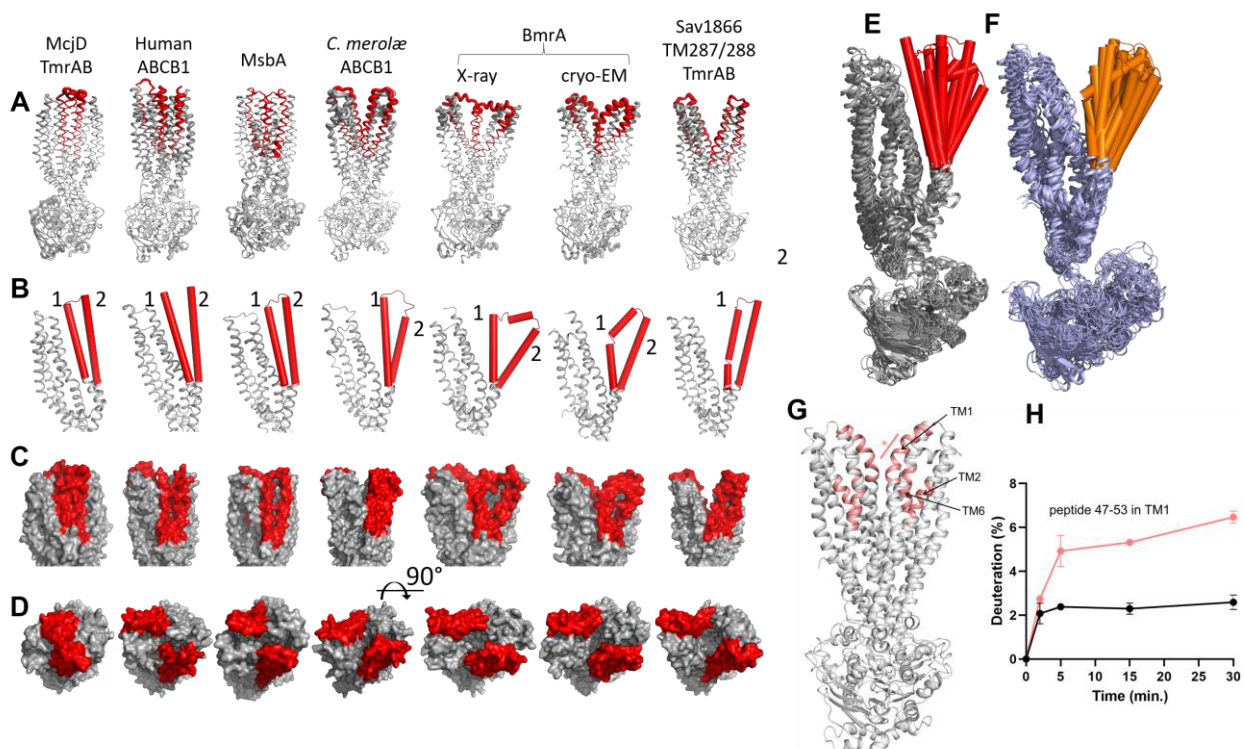 McjD
TmrAB
Human
ABCB1
MsbA
C. merolæ
ABCB1
BmrA
X-ray
cryo-EM
Sav1866
TM287/288
TmrAB
A
B
1
2
1
2
1
2
1
2
1
2
1
2
1
2
C
D
90°
E
F
G
TM1
TM2
TM6
*
H
peptide 47-53 in TM1
Deuteration (%)
8
6
4
2
0
0
5
10
15
20
25
30
Time (min.)